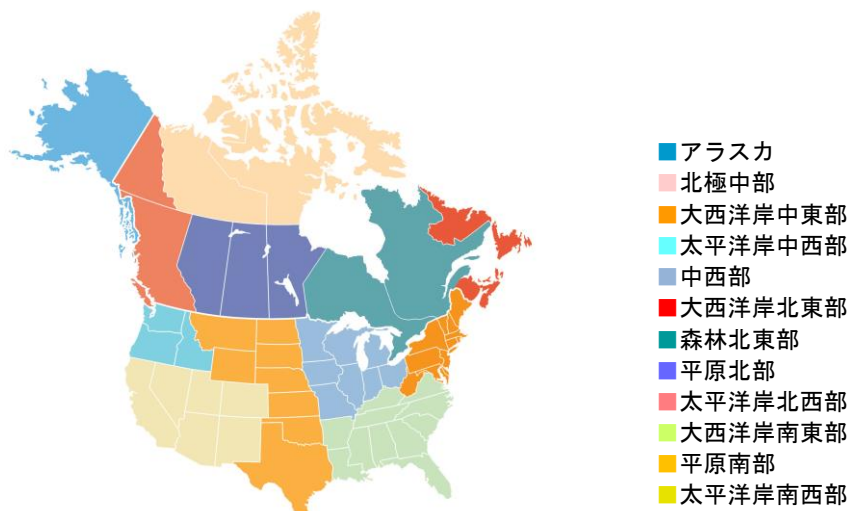 アラスカ
北極中部
大西洋岸中東部
太平洋岸中西部
中西部
大西洋岸北東部
森林北東部
平原北部
太平洋岸北西部
大西洋岸南東部
平原南部
太平洋岸南西部